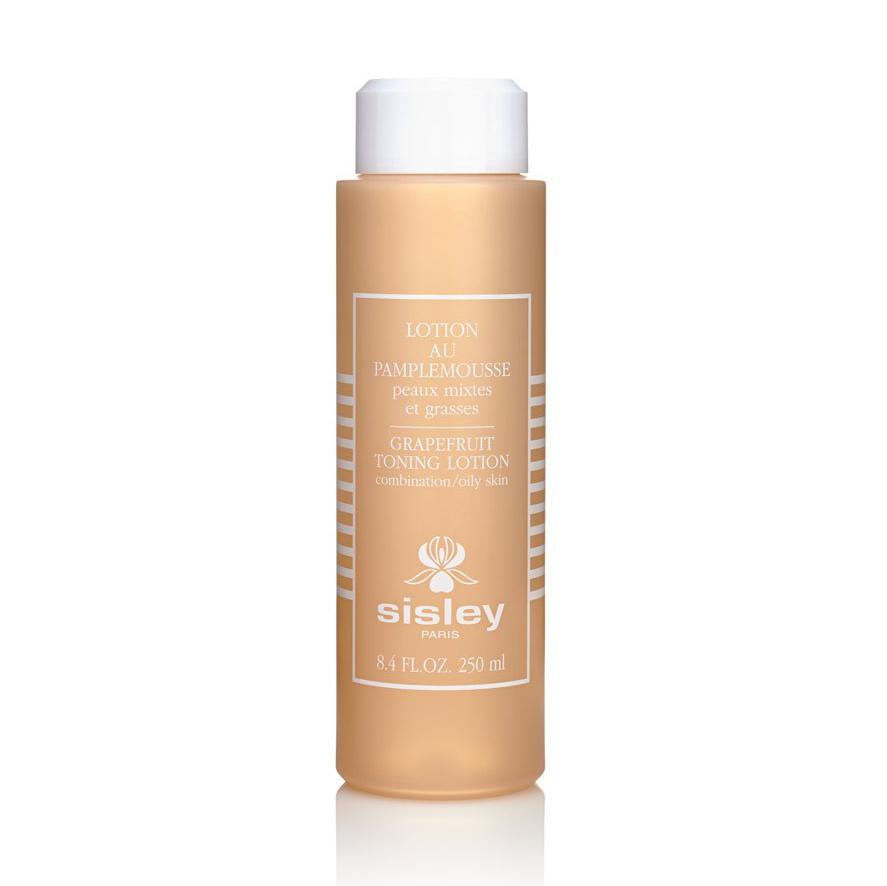 LOTION
AU
PAMPLEMOUSSE
peaux mixtes
et grasses
GRAPEFRUIT
TONING LOTION
combination/oily skin
sisley
PARIS
8.4 FL.OZ. 250 ml